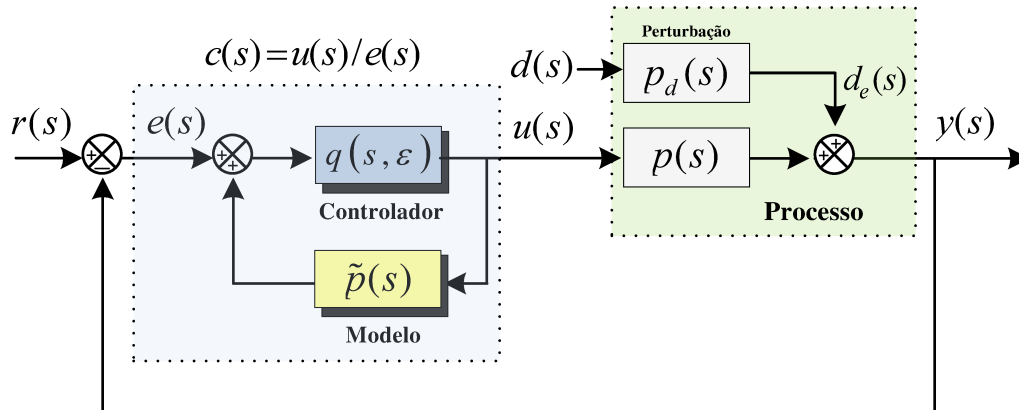 c(s)=u(s)/e(s)
Perturbação
d(s)
p_d(s)
d_e(s)
r(s)
e(s)
q(s, ε)
u(s)
p(s)
y(s)
+
−
+
+
+
+
Controlador
Processo
p̃(s)
Modelo